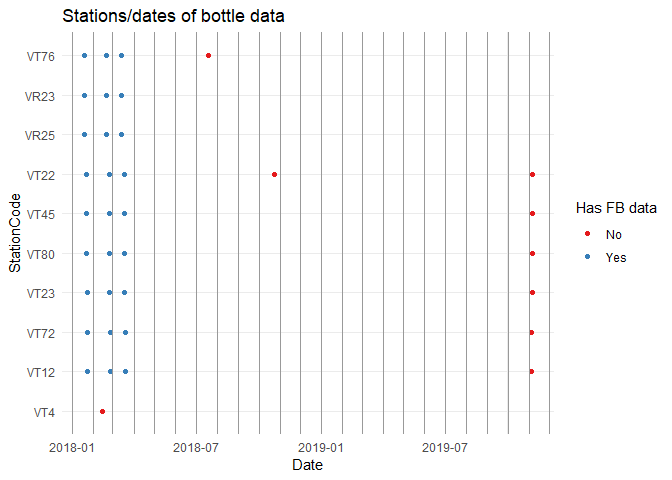 Stations/dates of bottle data
VT76
VR23
VR25
VT22
VT45
VT80
VT23
VT72
VT12
VT4
StationCode
2018-01
2018-07
2019-01
2019-07
Date
Has FB data
No
Yes